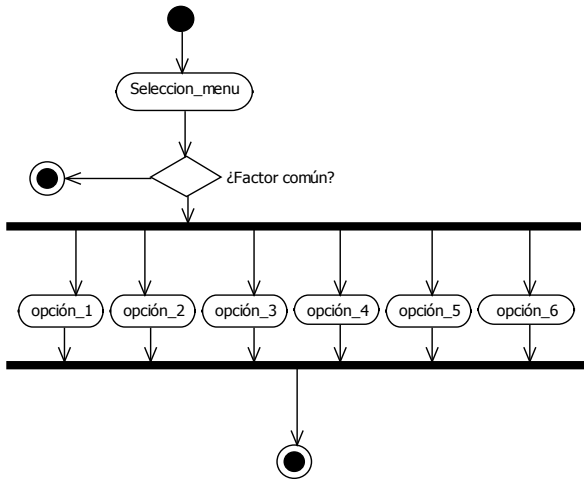 Seleccion_menu
¿Factor común?
opción_1
opción_2
opción_3
opción_4
opción_5
opción_6